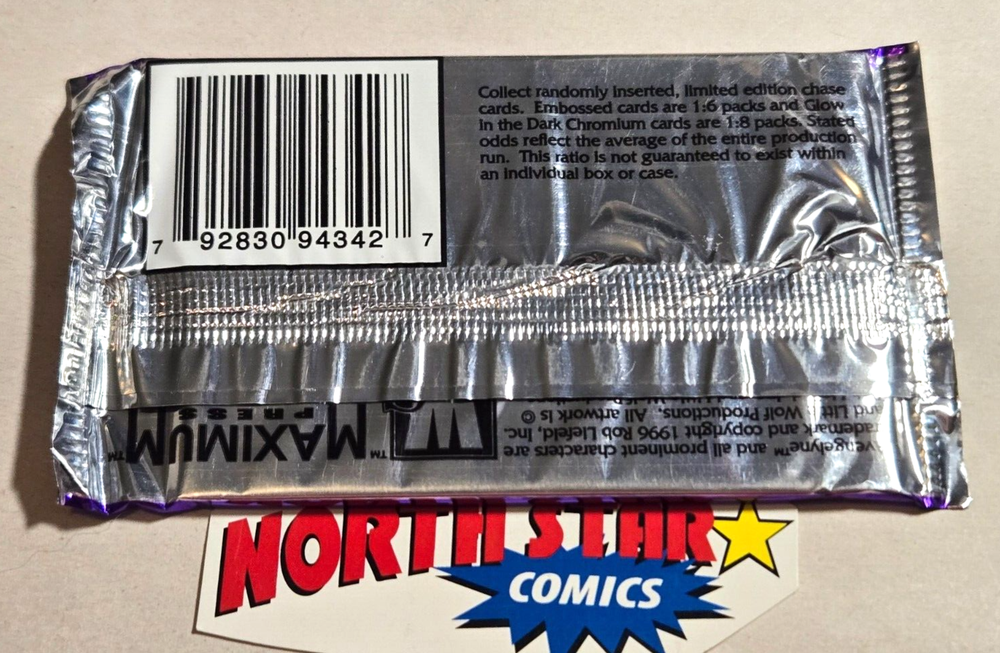 Collect randomly inserted, limited edition chase
cards. Embossed cards are 1:6 packs and Glow
in the Dark Chromium cards are 1:8 packs. Stated
odds reflect the average of the entire production
run. This ratio is not guaranteed to exist within
an individual box or case.
7 92830 94342 7
vengelyne™ and all prominent characters are
rademark and copyright 1996 Rob Liefeld, Inc.
and Little Wolf Productions. All artwork is ©
MAXIMUM™
PRESS™
NORTH STAR
COMICS